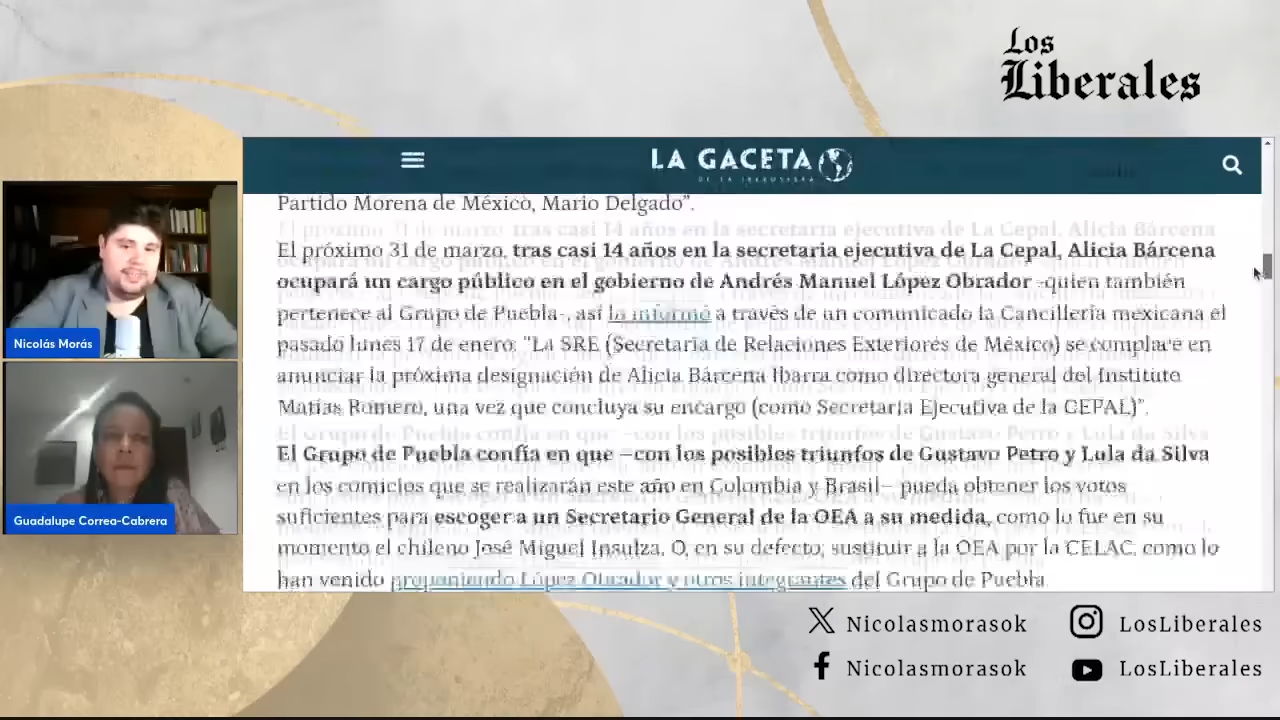 Los
Liberales
LA GACETA
DE LA IBEROSFERA
Partido Morena de México, Mario Delgado”.
El próximo 31 de marzo, tras casi 14 años en la secretaria ejecutiva de La Cepal, Alicia Bárcena
ocupará un cargo público en el gobierno de Andrés Manuel López Obrador -quien también
pertenece al Grupo de Puebla-, así lo informó a través de un comunicado la Cancillería mexicana el
pasado lunes 17 de enero. "La SRE (Secretaría de Relaciones Exteriores de México) se complace en
anunciar la próxima designación de Alicia Bárcena Ibarra como directora general del Instituto
Matías Romero, una vez que concluya su encargo (como Secretaria Ejecutiva de la CEPAL)”.
El Grupo de Puebla confía en que –con los posibles triunfos de Gustavo Petro y Lula da Silva
en los comicios que se realizarán este año en Colombia y Brasil– pueda obtener los votos
suficientes para escoger a un Secretario General de la OEA a su medida, como lo fue en su
momento el chileno José Miguel Insulza. O, en su defecto, sustituir a la OEA por la CELAC, como lo
han venido proponiendo López Obrador y otros integrantes del Grupo de Puebla.
Nicolás Morás
Guadalupe Correa-Cabrera
Nicolasmorasok
LosLiberales
Nicolasmorasok
LosLiberales